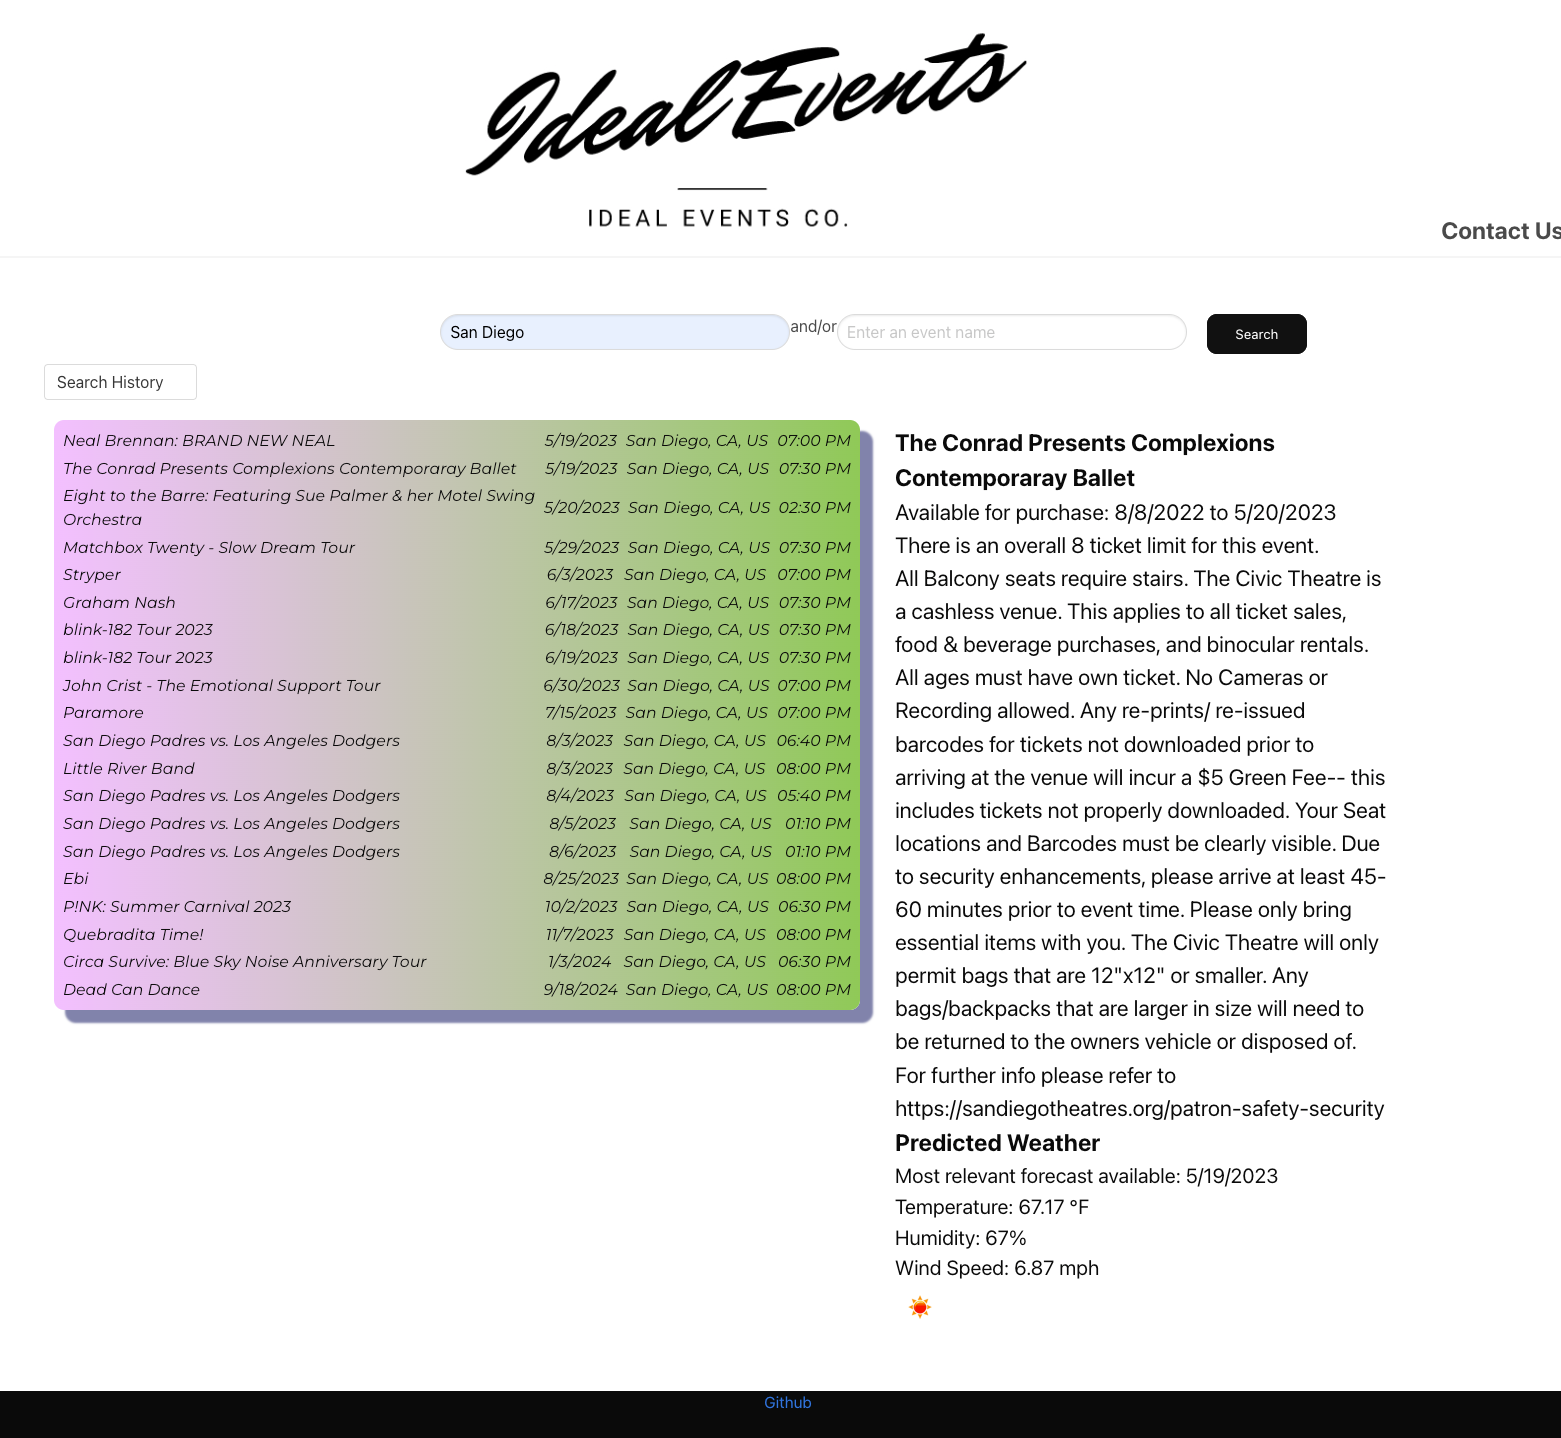 Ideal Events
IDEAL EVENTS CO.
Contact Us
San Diego
and/or
Enter an event name
Search
Search History
Neal Brennan: BRAND NEW NEAL 5/19/2023 San Diego, CA, US 07:00 PM
The Conrad Presents Complexions Contemporaray Ballet 5/19/2023 San Diego, CA, US 07:30 PM
Eight to the Barre: Featuring Sue Palmer & her Motel Swing
Orchestra 5/20/2023 San Diego, CA, US 02:30 PM
Matchbox Twenty - Slow Dream Tour 5/29/2023 San Diego, CA, US 07:30 PM
Stryper 6/3/2023 San Diego, CA, US 07:00 PM
Graham Nash 6/17/2023 San Diego, CA, US 07:30 PM
blink-182 Tour 2023 6/18/2023 San Diego, CA, US 07:30 PM
blink-182 Tour 2023 6/19/2023 San Diego, CA, US 07:30 PM
John Crist - The Emotional Support Tour 6/30/2023 San Diego, CA, US 07:00 PM
Paramore 7/15/2023 San Diego, CA, US 07:00 PM
San Diego Padres vs. Los Angeles Dodgers 8/3/2023 San Diego, CA, US 06:40 PM
Little River Band 8/3/2023 San Diego, CA, US 08:00 PM
San Diego Padres vs. Los Angeles Dodgers 8/4/2023 San Diego, CA, US 05:40 PM
San Diego Padres vs. Los Angeles Dodgers 8/5/2023 San Diego, CA, US 01:10 PM
San Diego Padres vs. Los Angeles Dodgers 8/6/2023 San Diego, CA, US 01:10 PM
Ebi 8/25/2023 San Diego, CA, US 08:00 PM
P!NK: Summer Carnival 2023 10/2/2023 San Diego, CA, US 06:30 PM
Quebradita Time! 11/7/2023 San Diego, CA, US 08:00 PM
Circa Survive: Blue Sky Noise Anniversary Tour 1/3/2024 San Diego, CA, US 06:30 PM
Dead Can Dance 9/18/2024 San Diego, CA, US 08:00 PM
The Conrad Presents Complexions
Contemporaray Ballet
Available for purchase: 8/8/2022 to 5/20/2023
There is an overall 8 ticket limit for this event.
All Balcony seats require stairs. The Civic Theatre is
a cashless venue. This applies to all ticket sales,
food & beverage purchases, and binocular rentals.
All ages must have own ticket. No Cameras or
Recording allowed. Any re-prints/ re-issued
barcodes for tickets not downloaded prior to
arriving at the venue will incur a $5 Green Fee-- this
includes tickets not properly downloaded. Your Seat
locations and Barcodes must be clearly visible. Due
to security enhancements, please arrive at least 45-
60 minutes prior to event time. Please only bring
essential items with you. The Civic Theatre will only
permit bags that are 12"x12" or smaller. Any
bags/backpacks that are larger in size will need to
be returned to the owners vehicle or disposed of.
For further info please refer to
https://sandiegotheatres.org/patron-safety-security
Predicted Weather
Most relevant forecast available: 5/19/2023
Temperature: 67.17 °F
Humidity: 67%
Wind Speed: 6.87 mph
Github